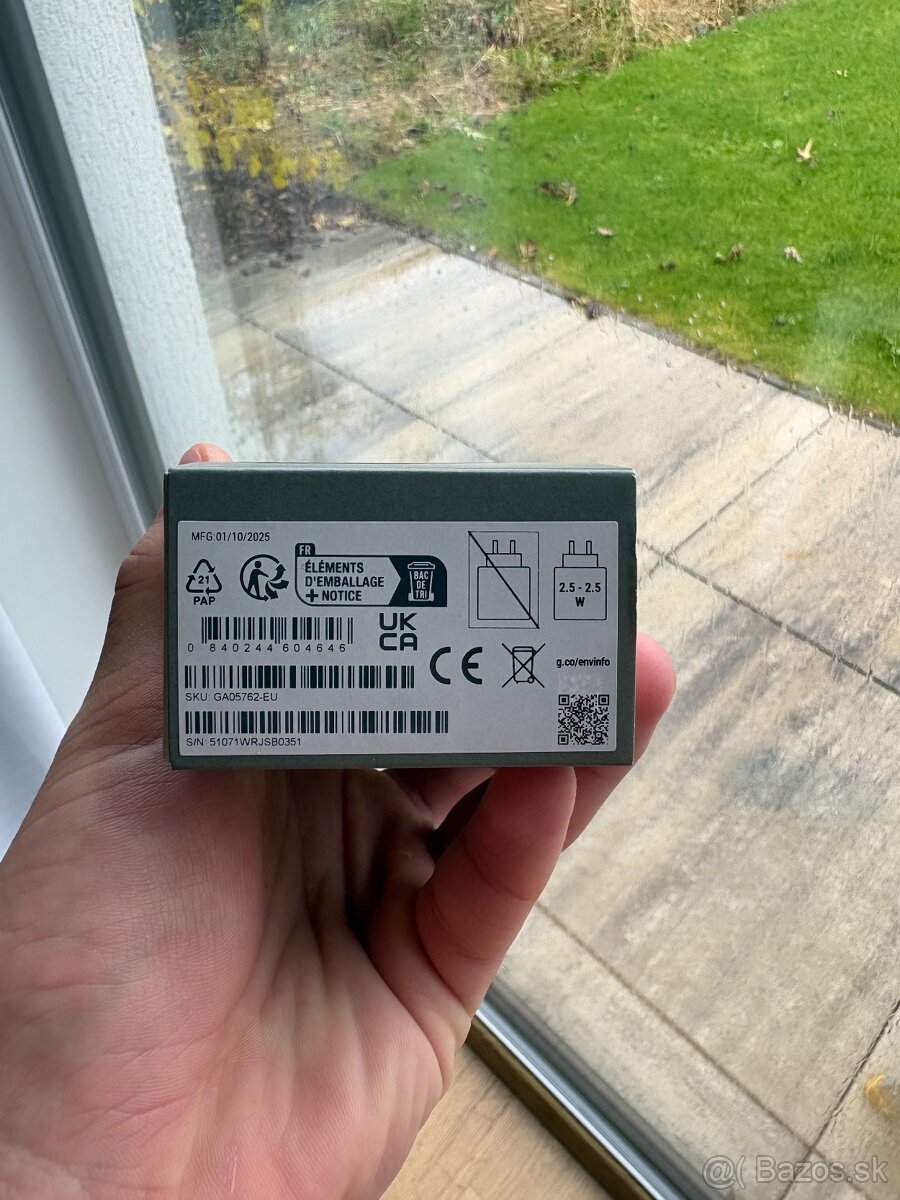 MFG:01/10/2025
21
PAP
FR
ÉLÉMENTS
D'EMBALLAGE
+ NOTICE
BAC
DE
TRI
2.5 - 2.5
W
0 840244 604646
UK
CA
CE
g.co/envinfo
SKU: GA05762-EU
S/N 51071WRJSB0351
@( Bazos.sk